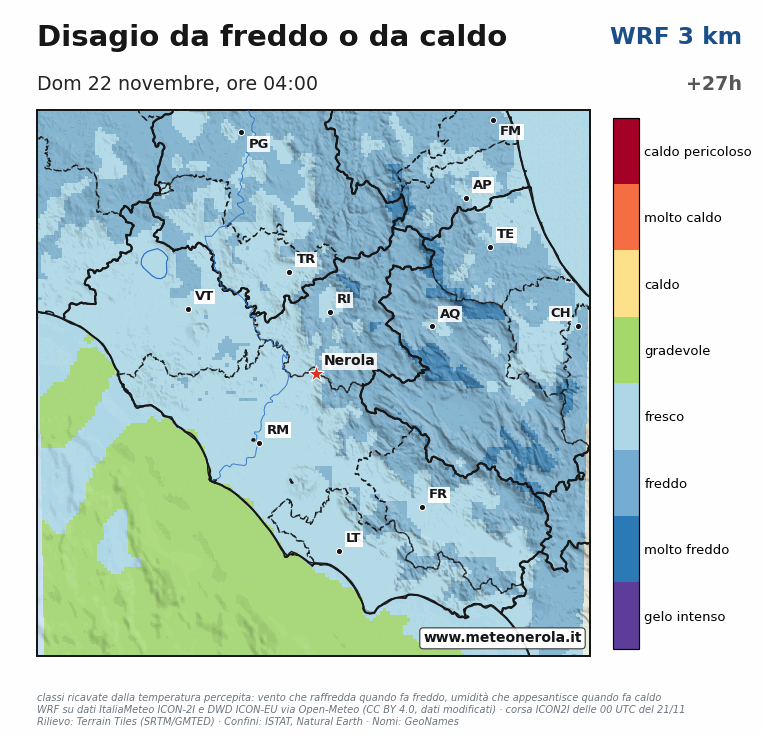 Disagio da freddo o da caldo
WRF 3 km
Dom 22 novembre, ore 04:00
+27h
FM
PG
AP
TE
TR
VT
RI
AQ
CH
Nerola
RM
FR
LT
www.meteonerola.it
caldo pericoloso
molto caldo
caldo
gradevole
fresco
freddo
molto freddo
gelo intenso
classi ricavate dalla temperatura percepita: vento che raffredda quando fa freddo, umidità che appesantisce quando fa caldo
WRF su dati ItaliaMeteo ICON-2I e DWD ICON-EU via Open-Meteo (CC BY 4.0, dati modificati) · corsa ICON2I delle 00 UTC del 21/11
Rilievo: Terrain Tiles (SRTM/GMTED) · Confini: ISTAT, Natural Earth · Nomi: GeoNames